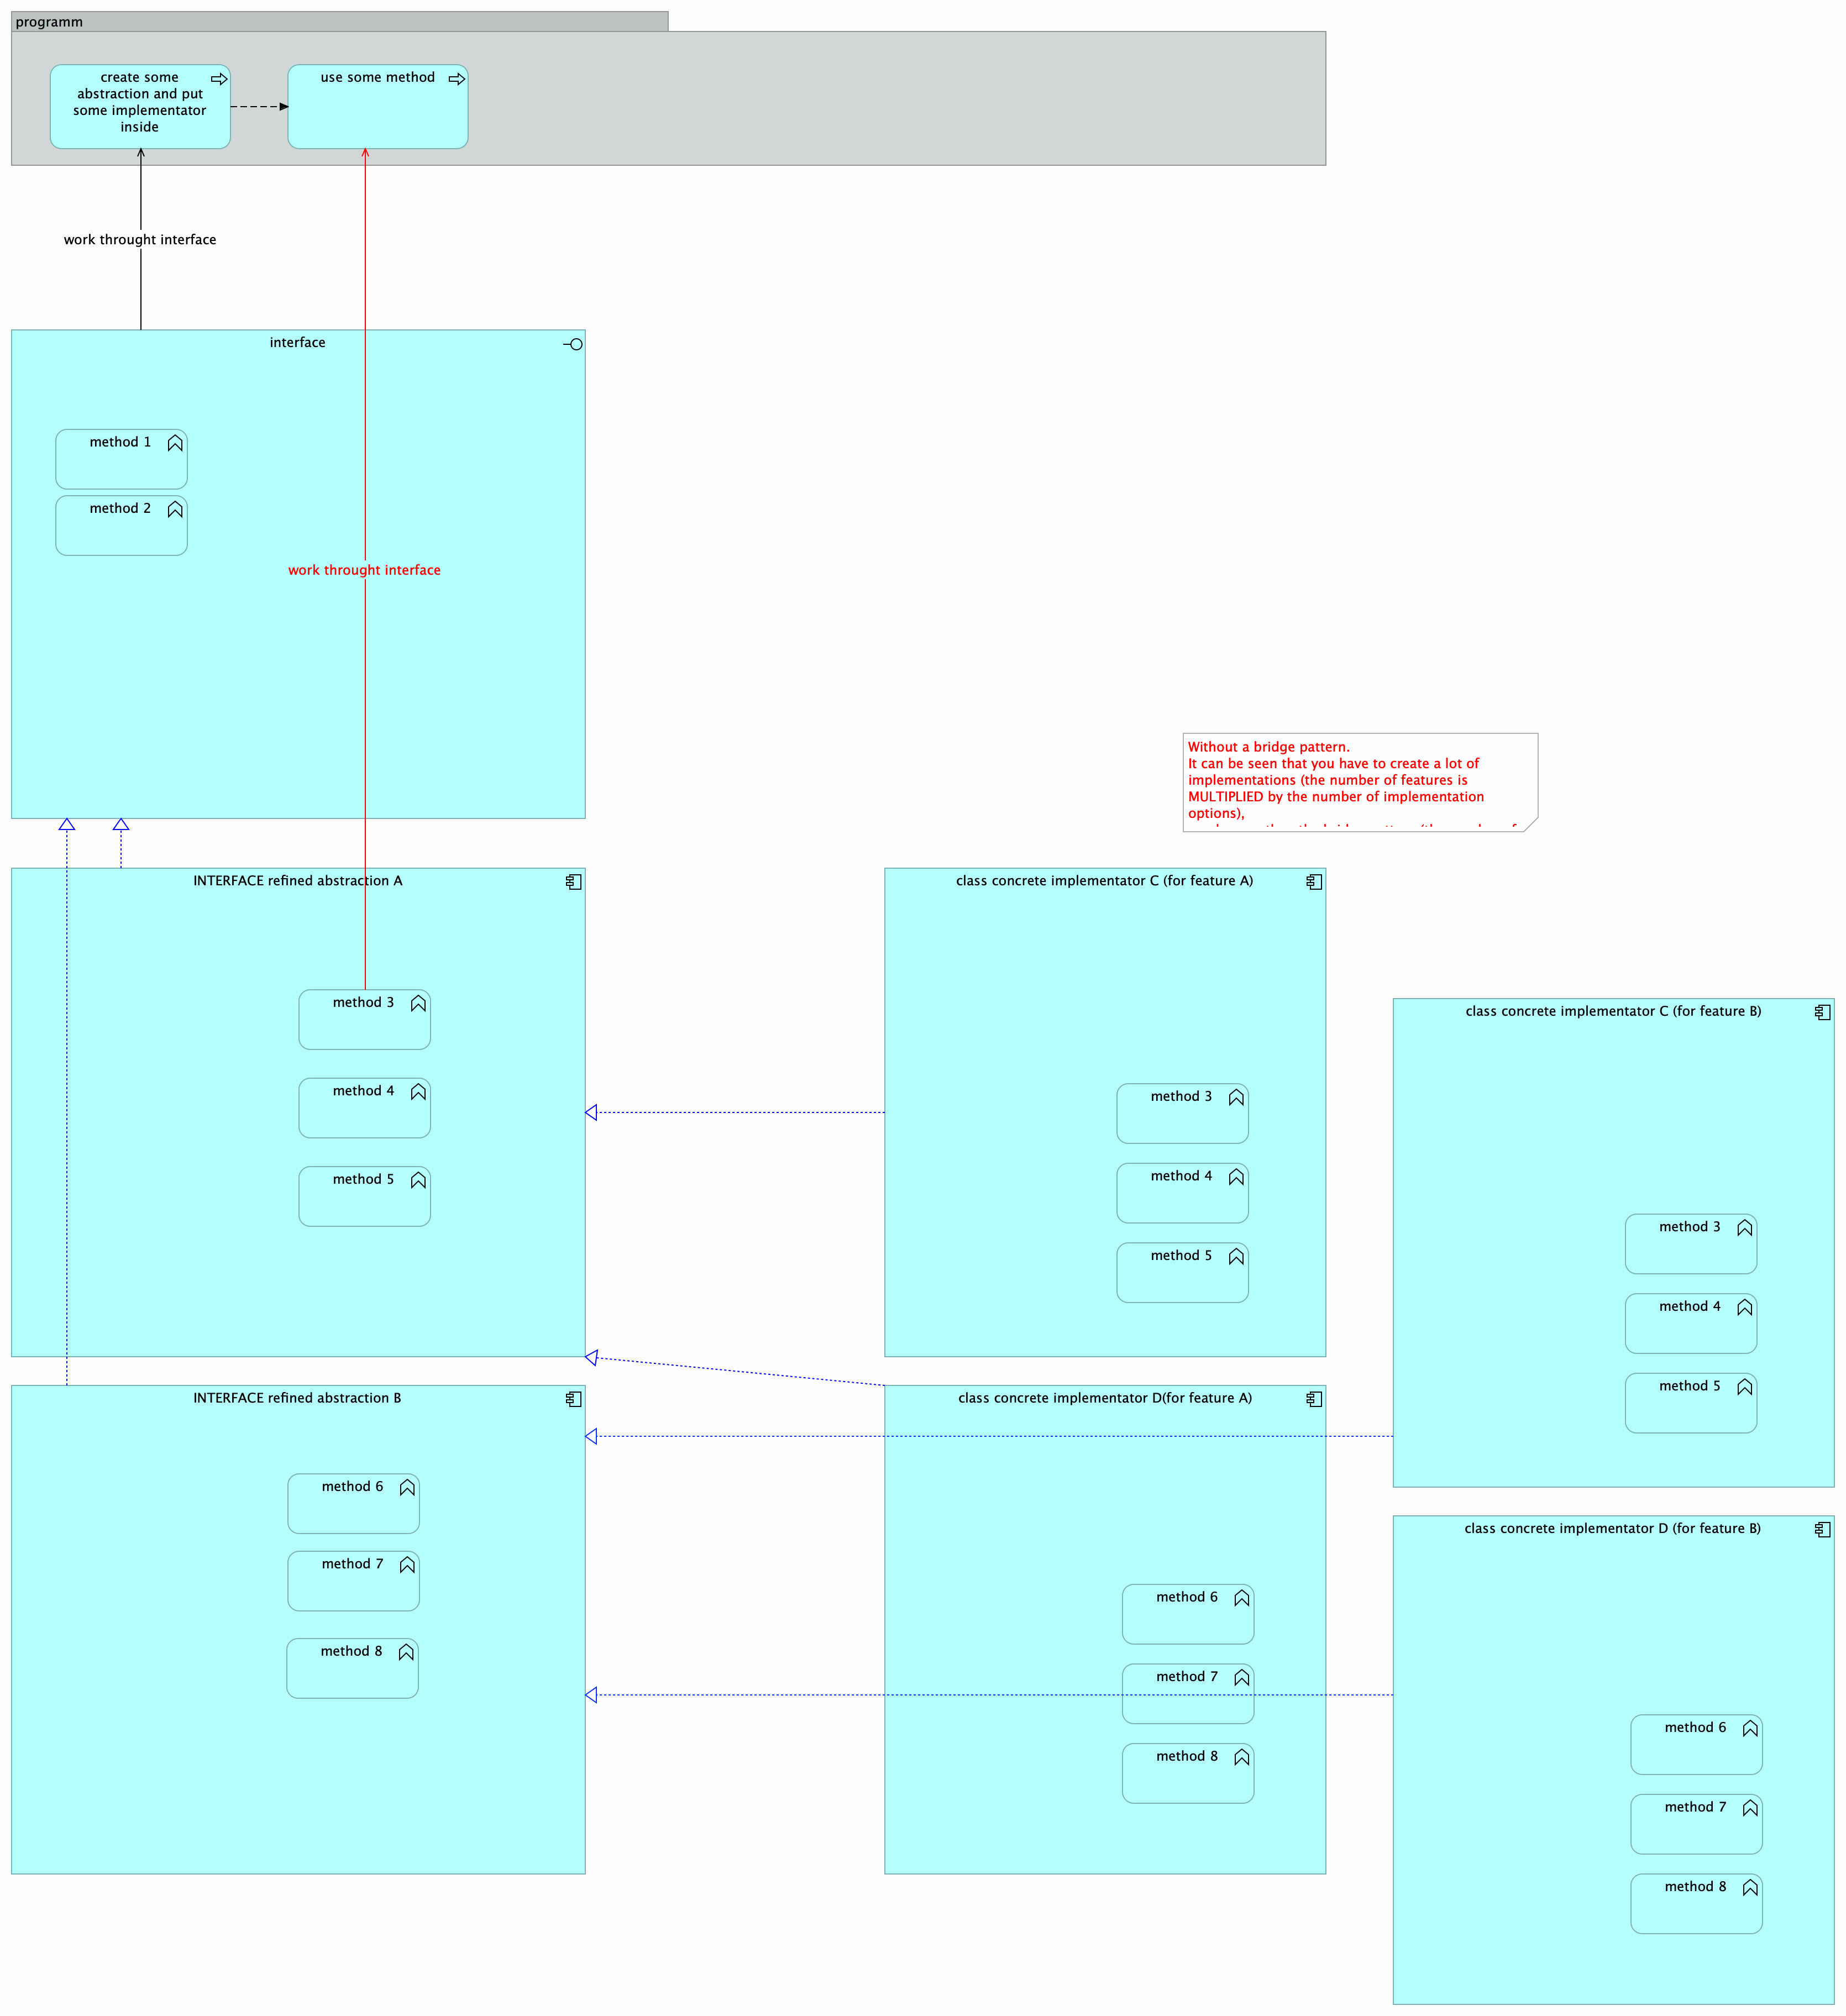 programm
create some
abstraction and put
some implementator
inside
use some method
work throught interface
interface
method 1
method 2
work throught interface
Without a bridge pattern.
It can be seen that you have to create a lot of
implementations (the number of features is
MULTIPLIED by the number of implementation
options),
INTERFACE refined abstraction A
method 3
method 4
method 5
class concrete implementator C (for feature A)
method 3
method 4
method 5
class concrete implementator C (for feature B)
method 3
method 4
method 5
INTERFACE refined abstraction B
method 6
method 7
method 8
class concrete implementator D(for feature A)
method 6
method 7
method 8
class concrete implementator D (for feature B)
method 6
method 7
method 8